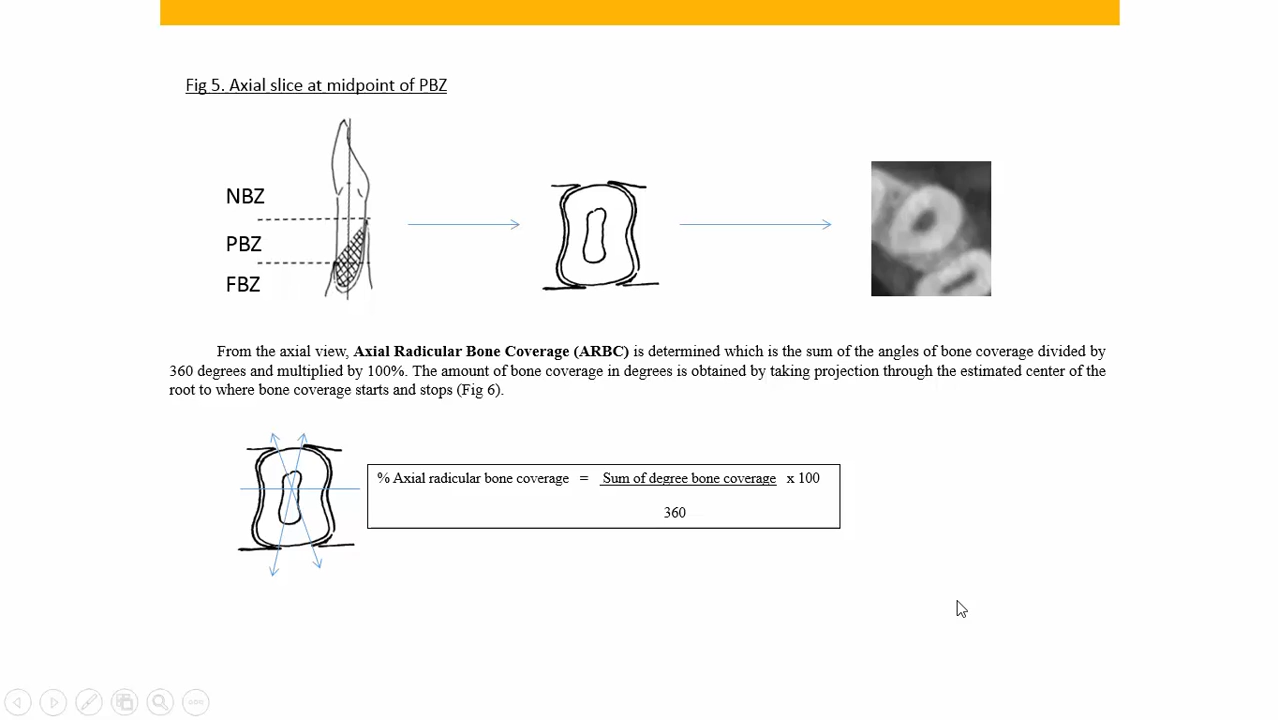 Fig 5. Axial slice at midpoint of PBZ
NBZ
PBZ
FBZ
From the axial view, Axial Radicular Bone Coverage (ARBC) is determined which is the sum of the angles of bone coverage divided by
360 degrees and multiplied by 100%. The amount of bone coverage in degrees is obtained by taking projection through the estimated center of the
root to where bone coverage starts and stops (Fig 6).
% Axial radicular bone coverage = Sum of degree bone coverage x 100
360